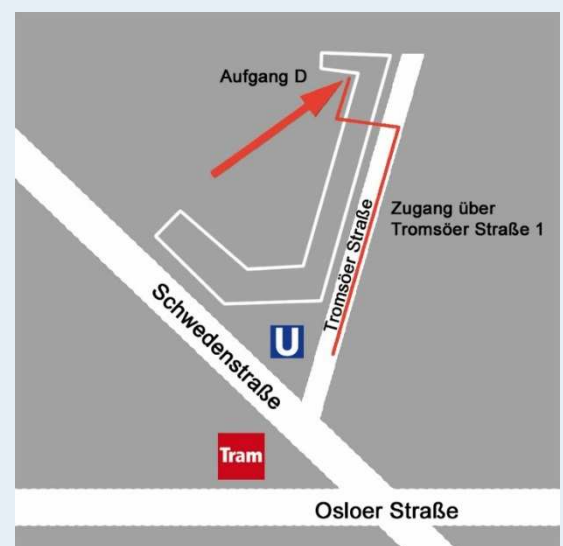 Aufgang D
Zugang über
Tromsöer Straße 1
Tromsöer Straße
Schwedenstraße
U
Tram
Osloer Straße